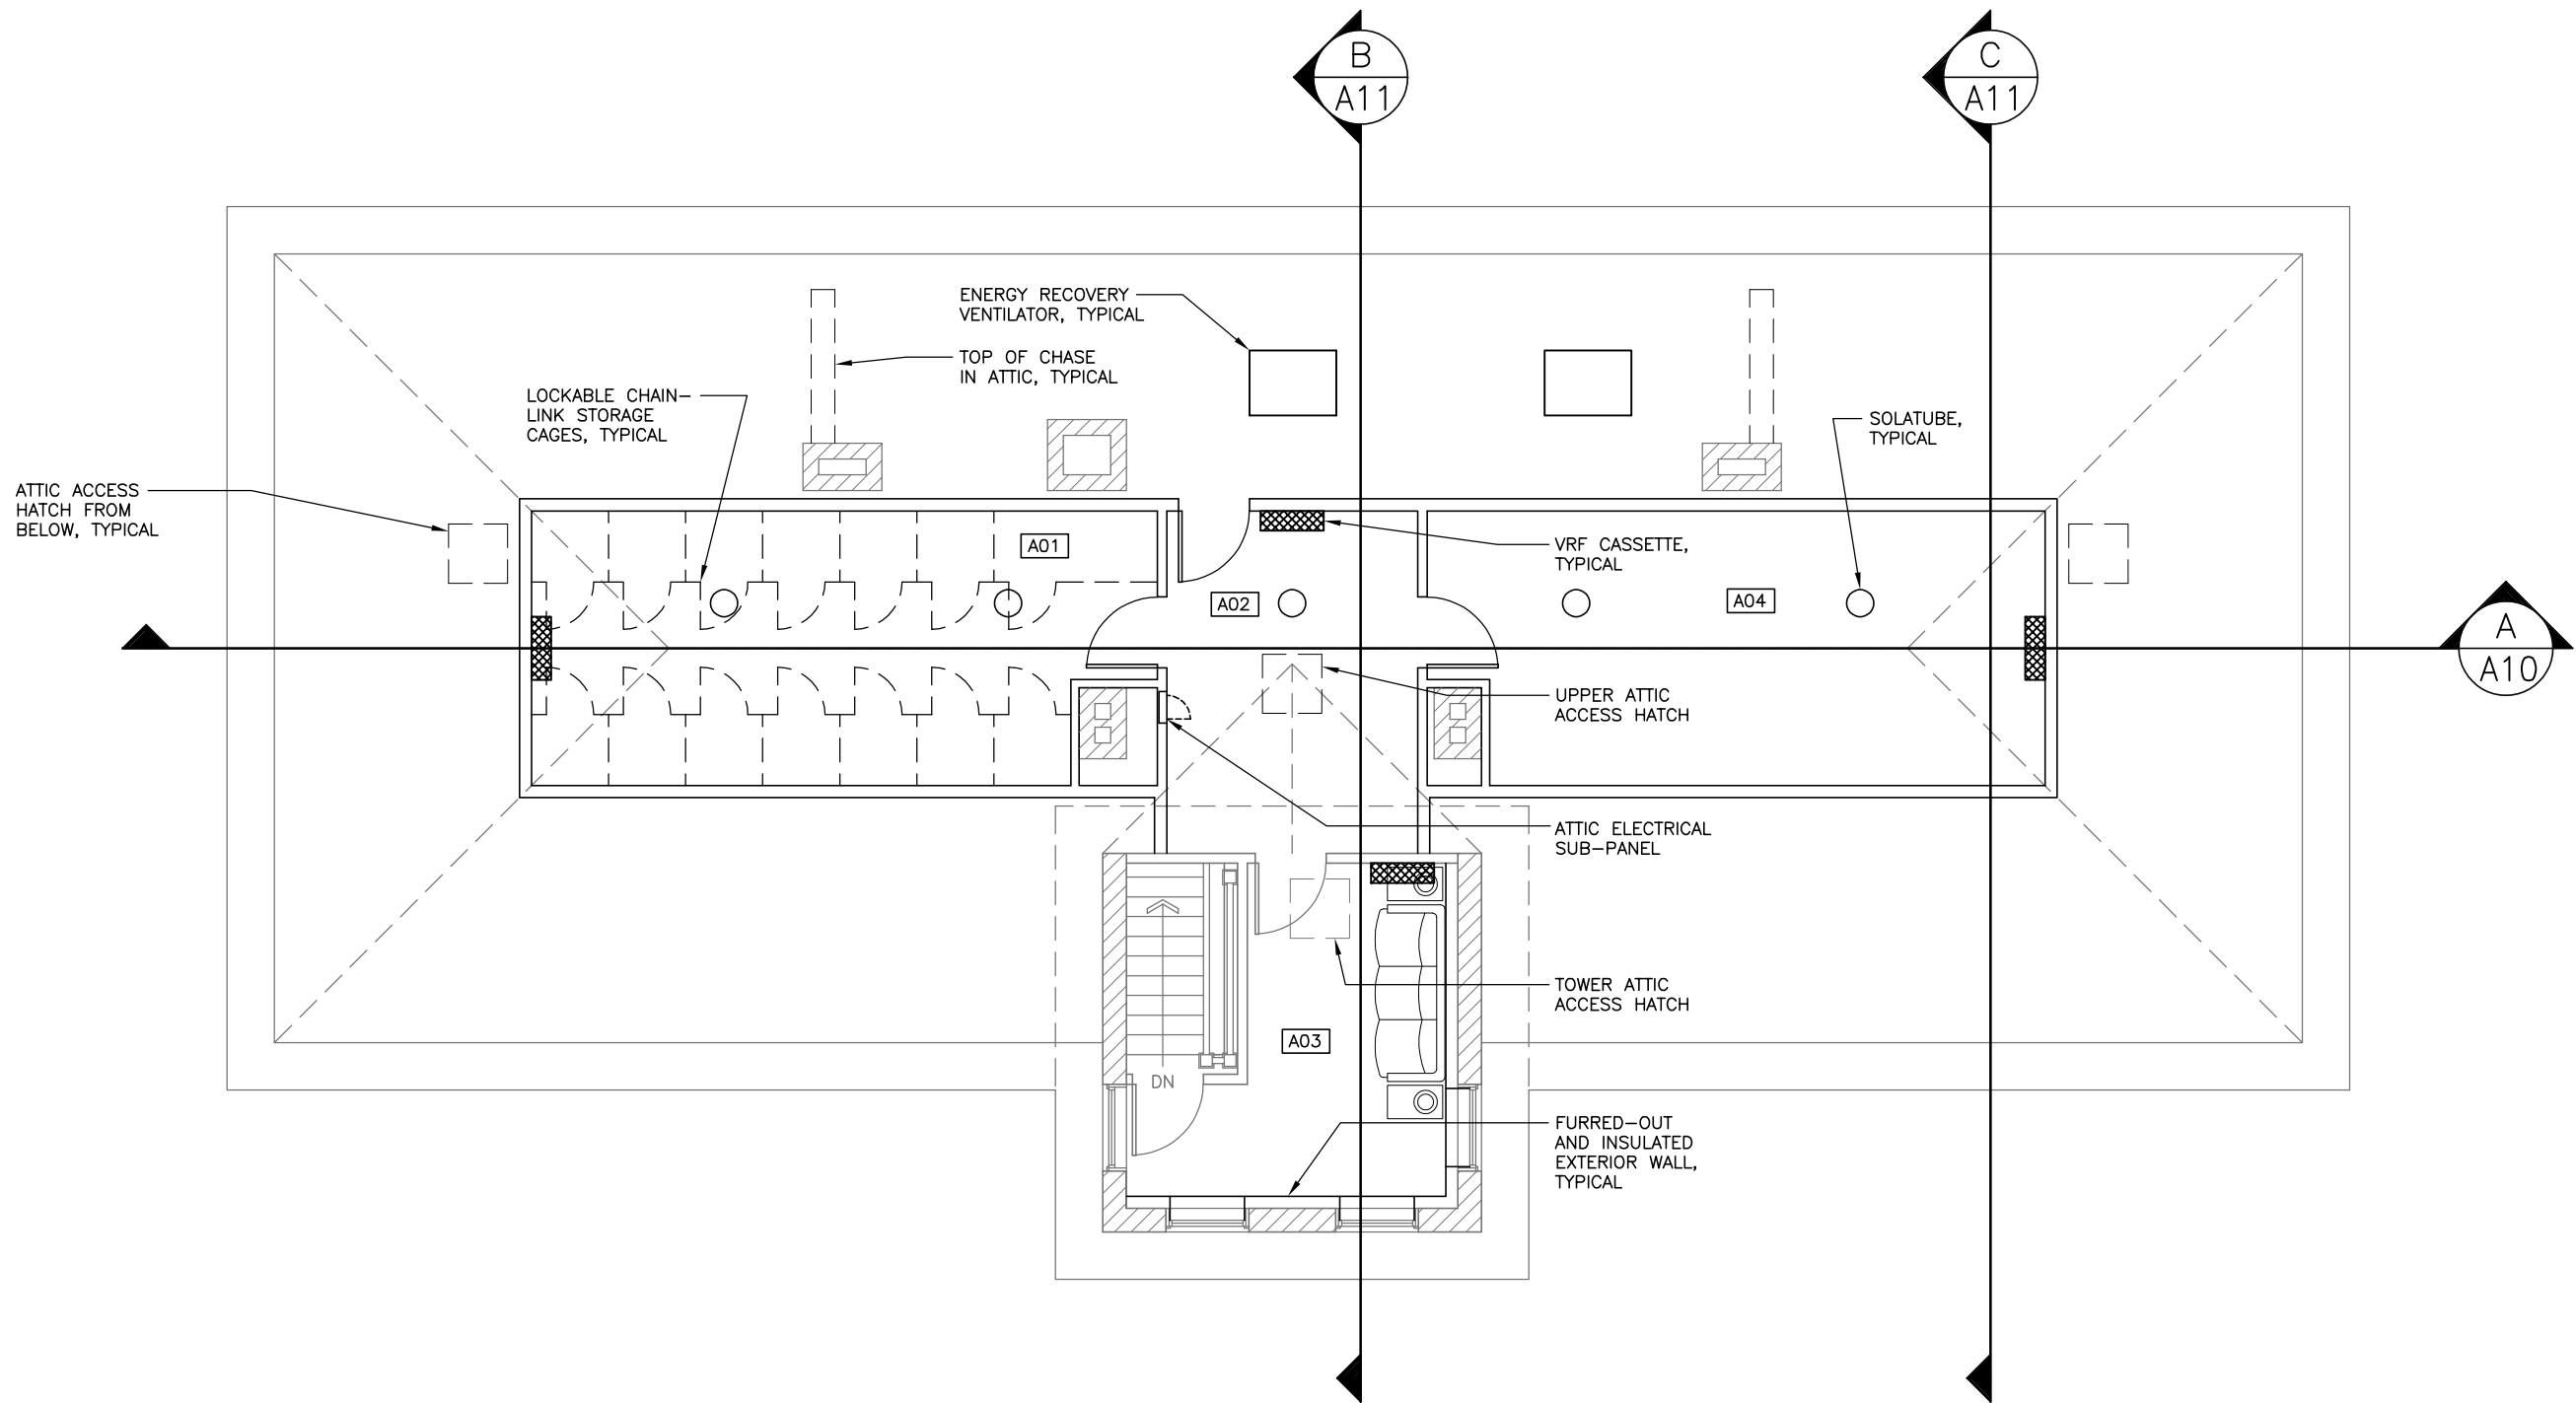 B
A11
C
A11
ENERGY RECOVERY
VENTILATOR, TYPICAL
TOP OF CHASE
IN ATTIC, TYPICAL
LOCKABLE CHAIN-
LINK STORAGE
CAGES, TYPICAL
SOLATUBE,
TYPICAL
ATTIC ACCESS
HATCH FROM
BELOW, TYPICAL
A01
VRF CASSETTE,
TYPICAL
A02
A04
A
A10
UPPER ATTIC
ACCESS HATCH
ATTIC ELECTRICAL
SUB-PANEL
TOWER ATTIC
ACCESS HATCH
A03
DN
FURRED-OUT
AND INSULATED
EXTERIOR WALL,
TYPICAL